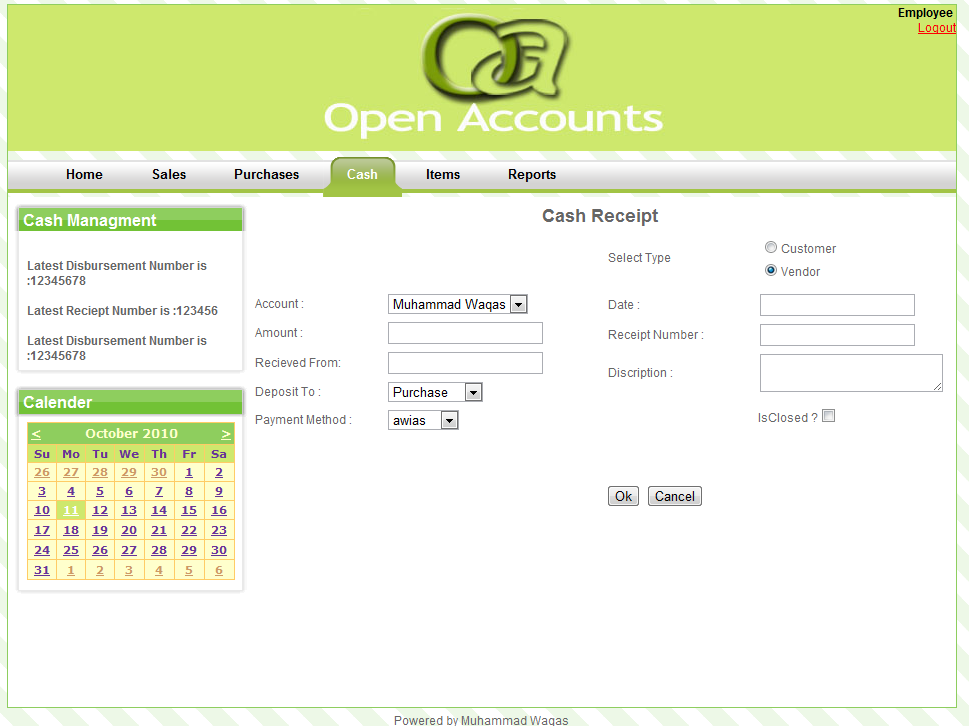 Employee
Logout
Oa
Open Accounts
Home Sales Purchases Cash Items Reports
Cash Managment
Latest Disbursement Number is
:12345678
Latest Reciept Number is :123456
Latest Disbursement Number is
:12345678
Calender
< October 2010 >
Su Mo Tu We Th Fr Sa
26 27 28 29 30 1 2
3 4 5 6 7 8 9
10 11 12 13 14 15 16
17 18 19 20 21 22 23
24 25 26 27 28 29 30
31 1 2 3 4 5 6
Cash Receipt
Select Type
Customer
Vendor
Account : Muhammad Waqas
Date :
Amount :
Receipt Number :
Recieved From:
Discription :
Deposit To : Purchase
Payment Method : awias
IsClosed ?
Ok Cancel
Powered by Muhammad Waqas